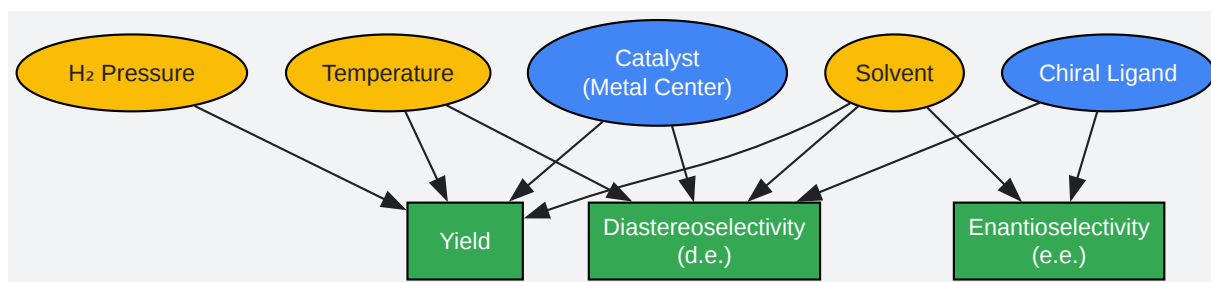 H₂ Pressure
Temperature
Catalyst
(Metal Center)
Solvent
Chiral Ligand
Yield
Diastereoselectivity
(d.e.)
Enantioselectivity
(e.e.)